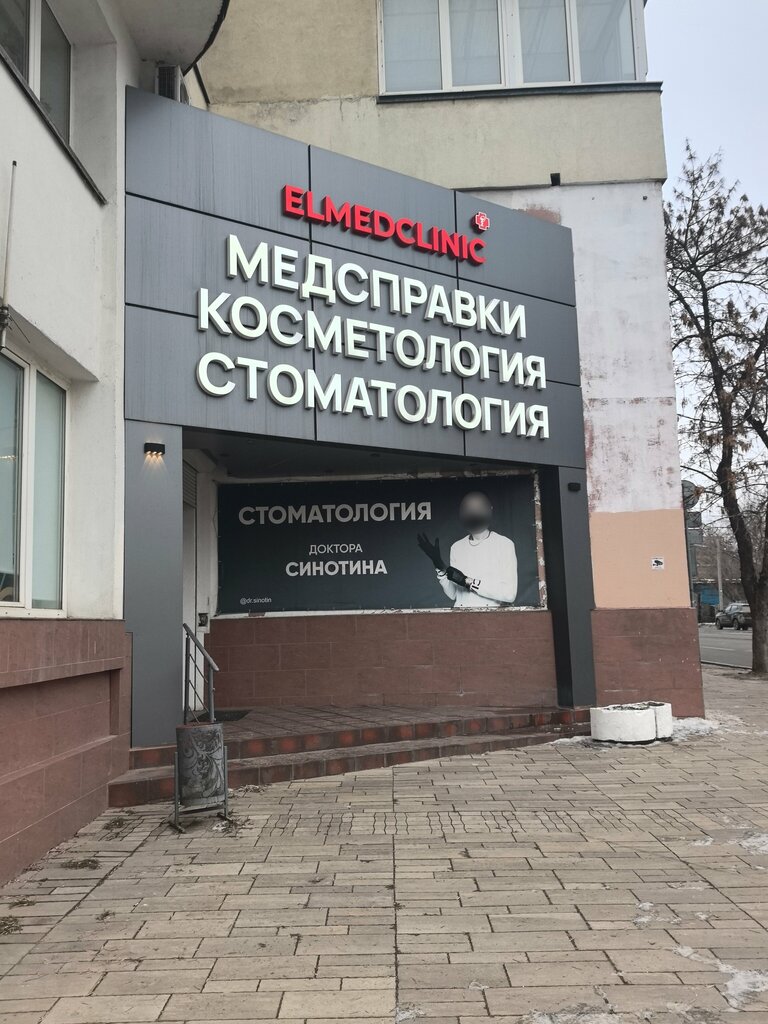 ELMEDCLINIC
МЕДСПРАВКИ
КОСМЕТОЛОГИЯ
СТОМАТОЛОГИЯ
СТОМАТОЛОГИЯ
ДОКТОРА
СИНОТИНА
@dr.sinotin